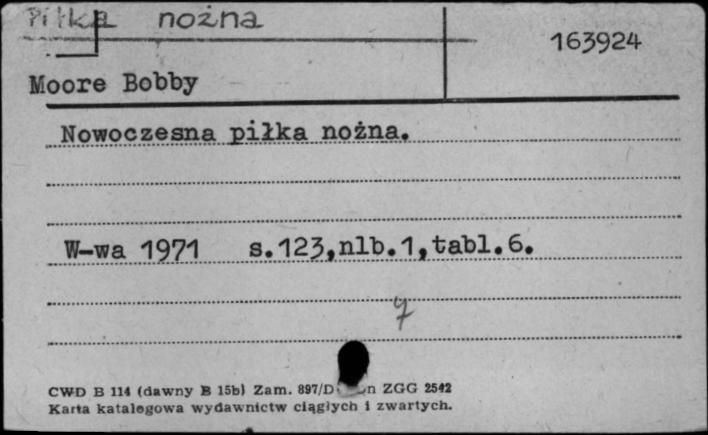 Piłka nożna
163924
Moore Bobby
Nowoczesna piłka nożna.
W-wa 1971 s.123,nlb.1,tabl.6.
CWD B 114 (dawny B 15b) Zam. 897/D n ZGG 2542
Karta katalogowa wydawnictw ciągłych i zwartych.